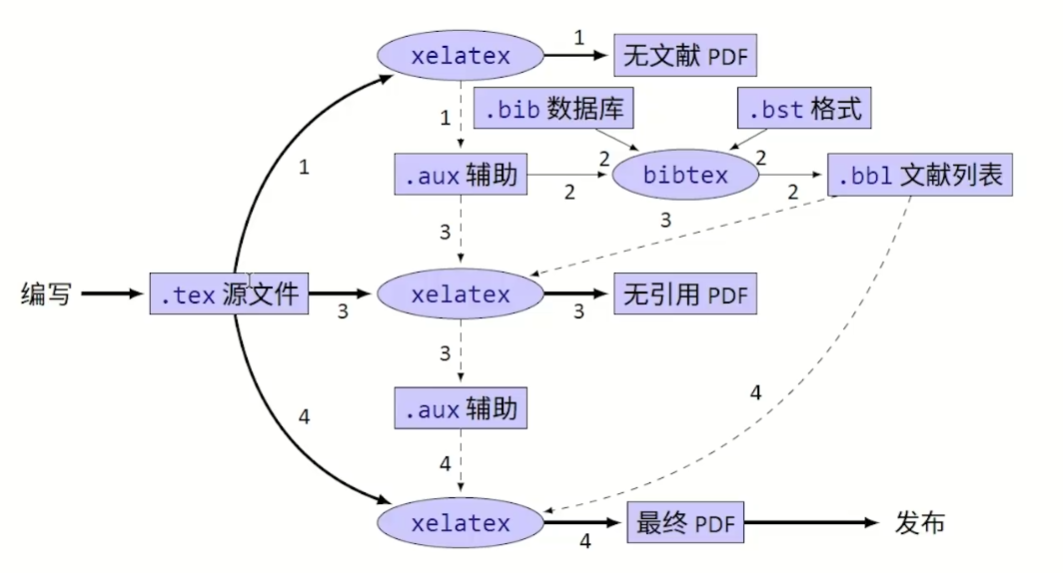 xelatex
1
无文献 PDF
1
.bib 数据库
.bst 格式
1
.aux 辅助
2
2
bibtex
2
2
.bbl 文献列表
3
3
编写
.tex 源文件
3
xelatex
3
无引用 PDF
3
4
.aux 辅助
4
4
xelatex
4
最终 PDF
发布